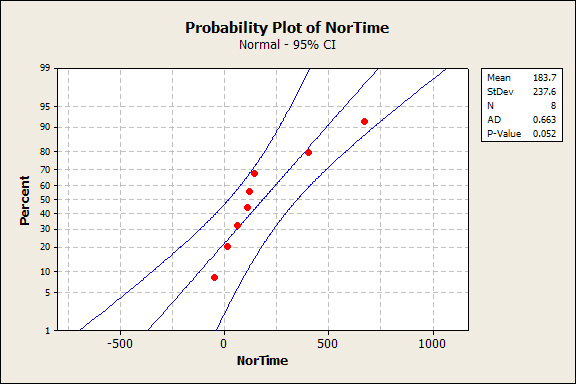 Probability Plot of NorTime
Normal - 95% CI
Mean 183.7
StDev 237.6
N 8
AD 0.663
P-Value 0.052
Percent
99
95
90
80
70
60
50
40
30
20
10
5
1
-500 0 500 1000
NorTime